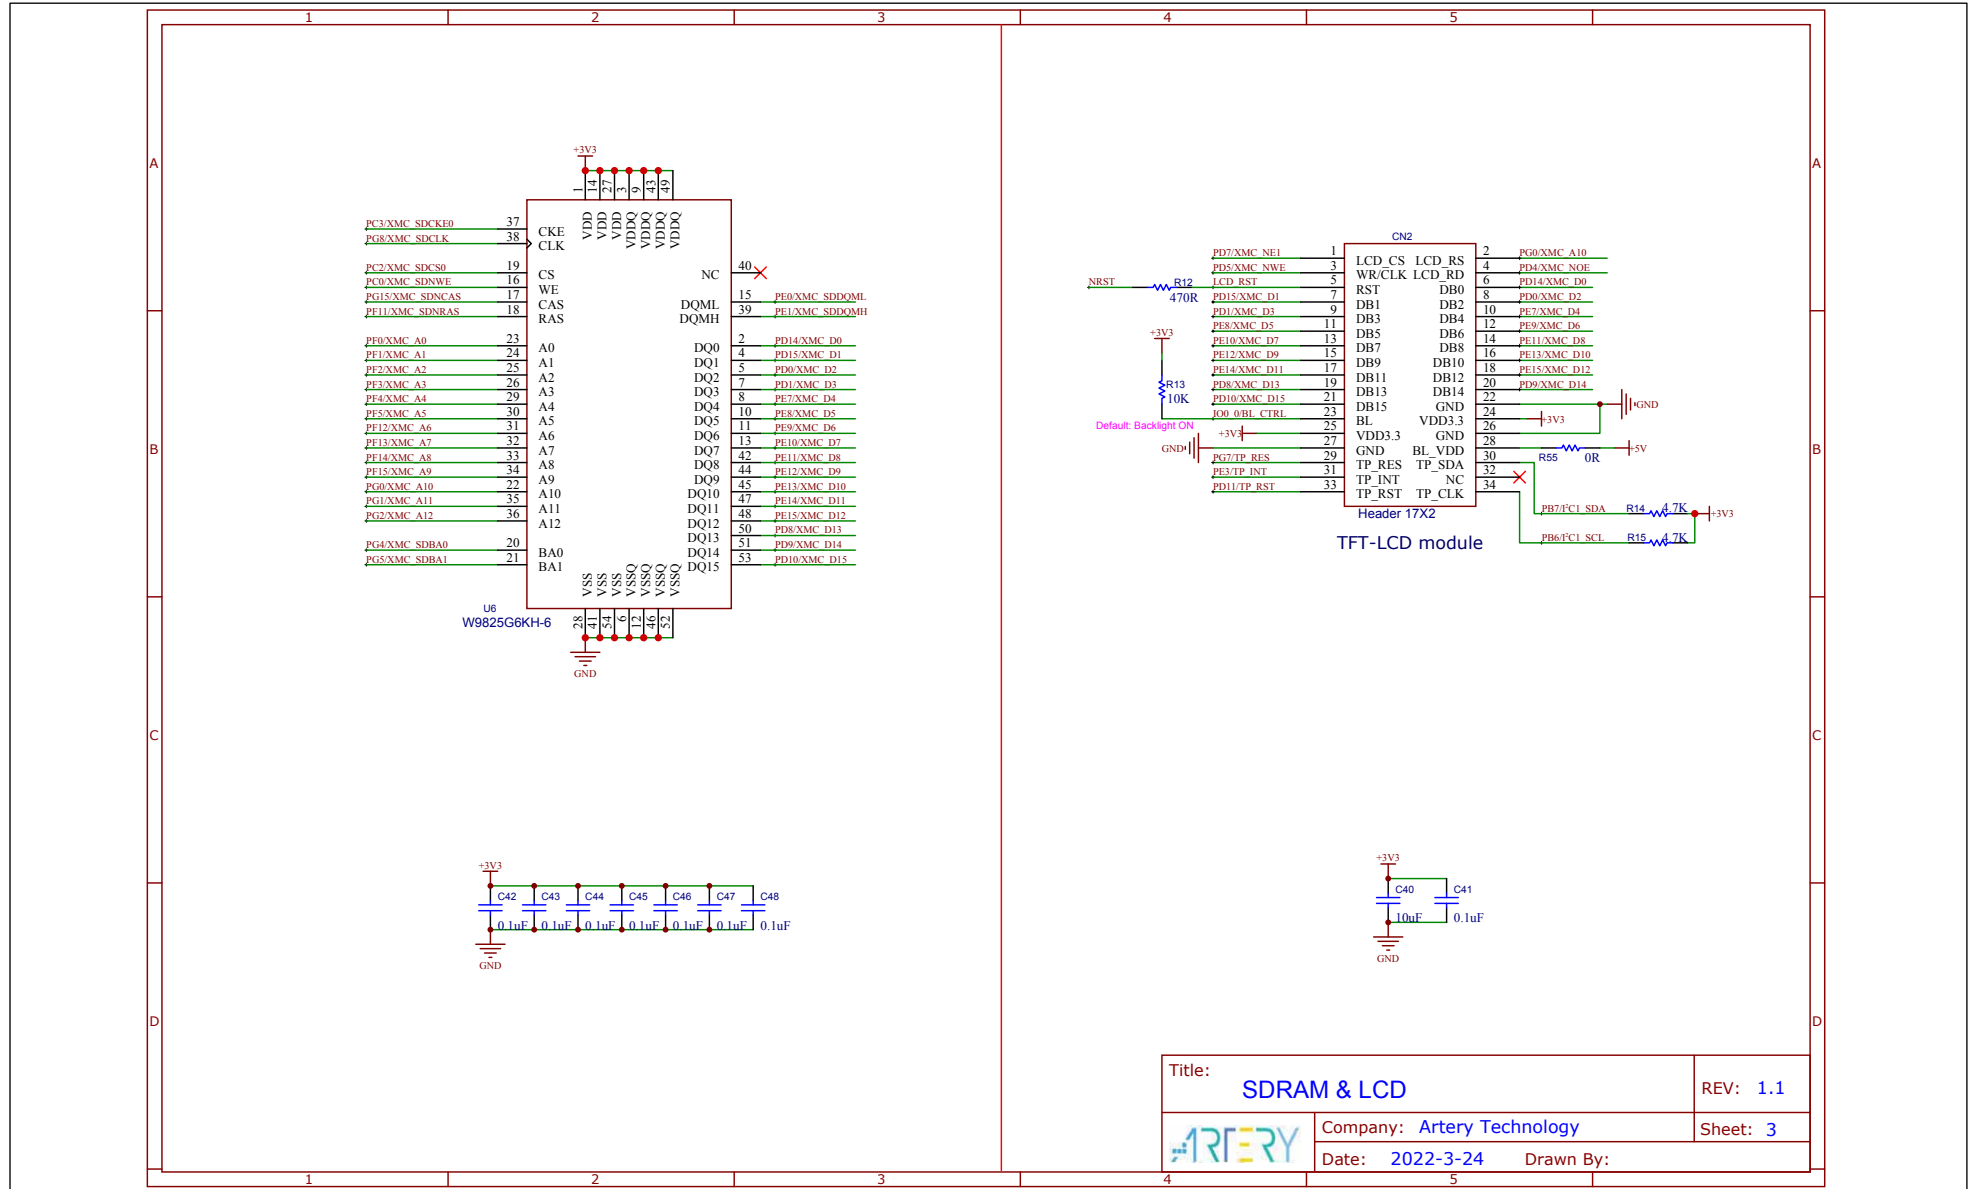 1 2 3 4 5
A A
B B
C C
D D
+3V3
1 14 27 3 9 43 49
VDD VDD VDD VDDQ VDDQ VDDQ VDDQ
PC3/XMC_SDCKE0 37 CKE
PG8/XMC_SDCLK 38 CLK
PC2/XMC_SDCS0 19 CS
PC0/XMC_SDNWE 16 WE
PG15/XMC_SDNCAS 17 CAS
PF11/XMC_SDNRAS 18 RAS
PF0/XMC_A0 23 A0
PF1/XMC_A1 24 A1
PF2/XMC_A2 25 A2
PF3/XMC_A3 26 A3
PF4/XMC_A4 29 A4
PF5/XMC_A5 30 A5
PF12/XMC_A6 31 A6
PF13/XMC_A7 32 A7
PF14/XMC_A8 33 A8
PF15/XMC_A9 34 A9
PG0/XMC_A10 22 A10
PG1/XMC_A11 35 A11
PG2/XMC_A12 36 A12
PG4/XMC_SDBA0 20 BA0
PG5/XMC_SDBA1 21 BA1
NC 40
DQML 15 PE0/XMC_SDDQML
DQMH 39 PE1/XMC_SDDQMH
DQ0 2 PD14/XMC_D0
DQ1 4 PD15/XMC_D1
DQ2 5 PD0/XMC_D2
DQ3 7 PD1/XMC_D3
DQ4 8 PE7/XMC_D4
DQ5 10 PE8/XMC_D5
DQ6 11 PE9/XMC_D6
DQ7 13 PE10/XMC_D7
DQ8 42 PE11/XMC_D8
DQ9 44 PE12/XMC_D9
DQ10 45 PE13/XMC_D10
DQ11 47 PE14/XMC_D11
DQ12 48 PE15/XMC_D12
DQ13 50 PD8/XMC_D13
DQ14 51 PD9/XMC_D14
DQ15 53 PD10/XMC_D15
VSS VSS VSS VSSQ VSSQ VSSQ VSSQ
28 41 54 6 12 46 52
U6
W9825G6KH-6
GND
+3V3
C42 C43 C44 C45 C46 C47 C48
0.1uF 0.1uF 0.1uF 0.1uF 0.1uF 0.1uF 0.1uF
GND
CN2
PD7/XMC_NE1 1 LCD_CS LCD_RS 2 PG0/XMC_A10
PD5/XMC_NWE 3 WR/CLK LCD_RD 4 PD4/XMC_NOE
NRST R12 470R LCD_RST 5 RST DB0 6 PD14/XMC_D0
PD15/XMC_D1 7 DB1 DB2 8 PD0/XMC_D2
PD1/XMC_D3 9 DB3 DB4 10 PE7/XMC_D4
PE8/XMC_D5 11 DB5 DB6 12 PE9/XMC_D6
PE10/XMC_D7 13 DB7 DB8 14 PE11/XMC_D8
PE12/XMC_D9 15 DB9 DB10 16 PE13/XMC_D10
PE14/XMC_D11 17 DB11 DB12 18 PE15/XMC_D12
PD8/XMC_D13 19 DB13 DB14 20 PD9/XMC_D14
PD10/XMC_D15 21 DB15 GND 22 GND
IO0_0/BL_CTRL 23 BL VDD3.3 24 +3V3
+3V3 25 VDD3.3 GND 26
GND 27 GND BL_VDD 28 R55 0R +5V
PG7/TP_RES 29 TP_RES TP_SDA 30
PE3/TP_INT 31 TP_INT NC 32
PD11/TP_RST 33 TP_RST TP_CLK 34
+3V3
R13
10K
Default: Backlight ON
Header 17X2
TFT-LCD module
PB7/I²C1_SDA R14 4.7K +3V3
PB6/I²C1_SCL R15 4.7K
+3V3
C40 C41
10uF 0.1uF
GND
Title:
SDRAM & LCD
REV: 1.1
ARTERY
Company: Artery Technology
Sheet: 3
Date: 2022-3-24 Drawn By:
1 2 3 4 5